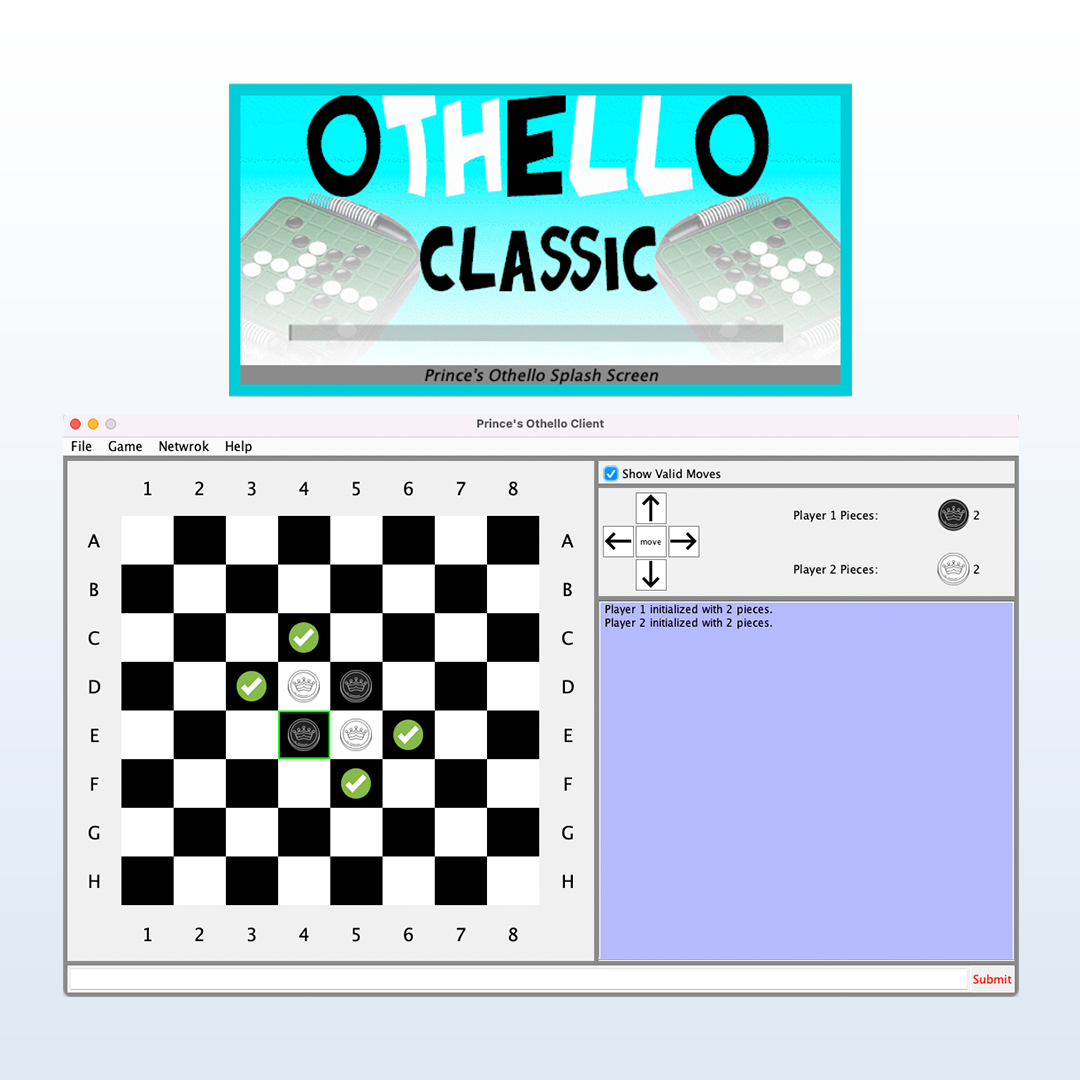 OTHELLO
CLASSIC
Prince's Othello Splash Screen
Prince's Othello Client
File Game Netwrok Help
Show Valid Moves
1 2 3 4 5 6 7 8
move
Player 1 Pieces: 2
Player 2 Pieces: 2
Player 1 initialized with 2 pieces.
Player 2 initialized with 2 pieces.
A A
B B
C C
D D
E E
F F
G G
H H
1 2 3 4 5 6 7 8
Submit